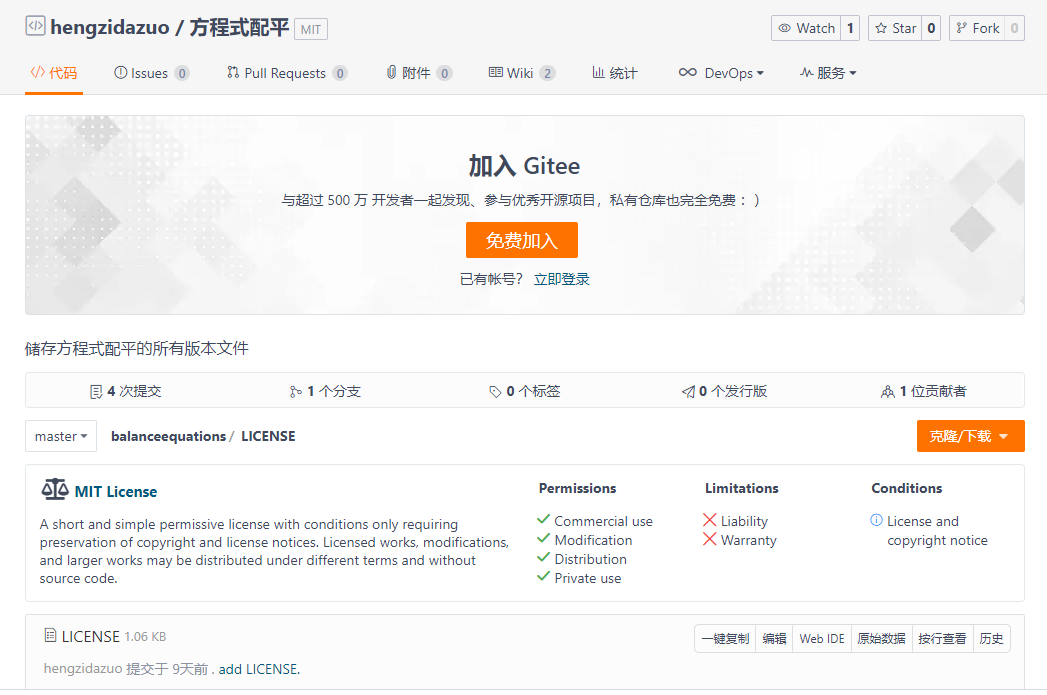 hengzidazuo / 方程式配平 MIT Watch 1 Star 0 Fork 0
代码 Issues 0 Pull Requests 0 附件 0 Wiki 2 统计 DevOps 服务
加入 Gitee
与超过 500 万 开发者一起发现、参与优秀开源项目，私有仓库也完全免费 ：）
免费加入
已有帐号？ 立即登录
储存方程式配平的所有版本文件
4 次提交 1 个分支 0 个标签 0 个发行版 1 位贡献者
master balanceequations / LICENSE 克隆/下载
MIT License
A short and simple permissive license with conditions only requiring
preservation of copyright and license notices. Licensed works, modifications,
and larger works may be distributed under different terms and without
source code.
Permissions
Commercial use
Modification
Distribution
Private use
Limitations
Liability
Warranty
Conditions
License and
copyright notice
LICENSE 1.06 KB 一键复制 编辑 Web IDE 原始数据 按行查看 历史
hengzidazuo 提交于 9天前 . add LICENSE.